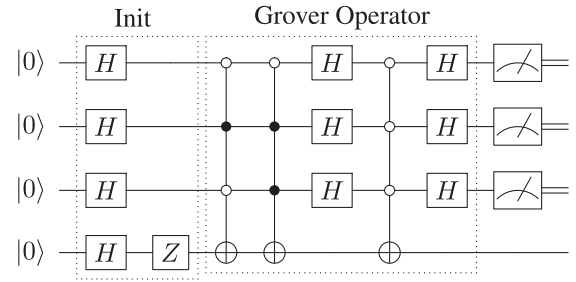 Init Grover Operator
|0⟩ H H H
|0⟩ H H H
|0⟩ H H H
|0⟩ H Z